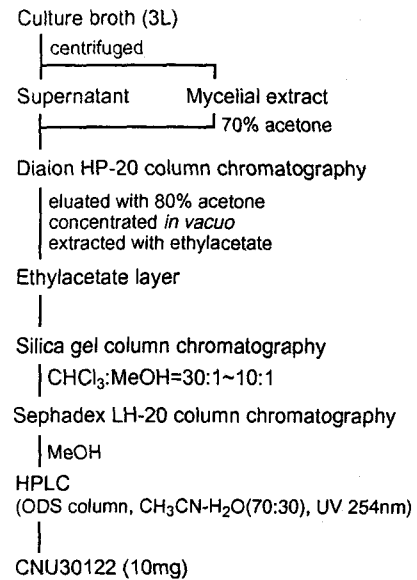 Culture broth (3L)
centrifuged
Supernatant Mycelial extract
70% acetone
Diaion HP-20 column chromatography
eluated with 80% acetone
concentrated in vacuo
extracted with ethylacetate
Ethylacetate layer
Silica gel column chromatography
CHCl₃:MeOH=30:1~10:1
Sephadex LH-20 column chromatography
MeOH
HPLC
(ODS column, CH₃CN-H₂O(70:30), UV 254nm)
CNU30122 (10mg)